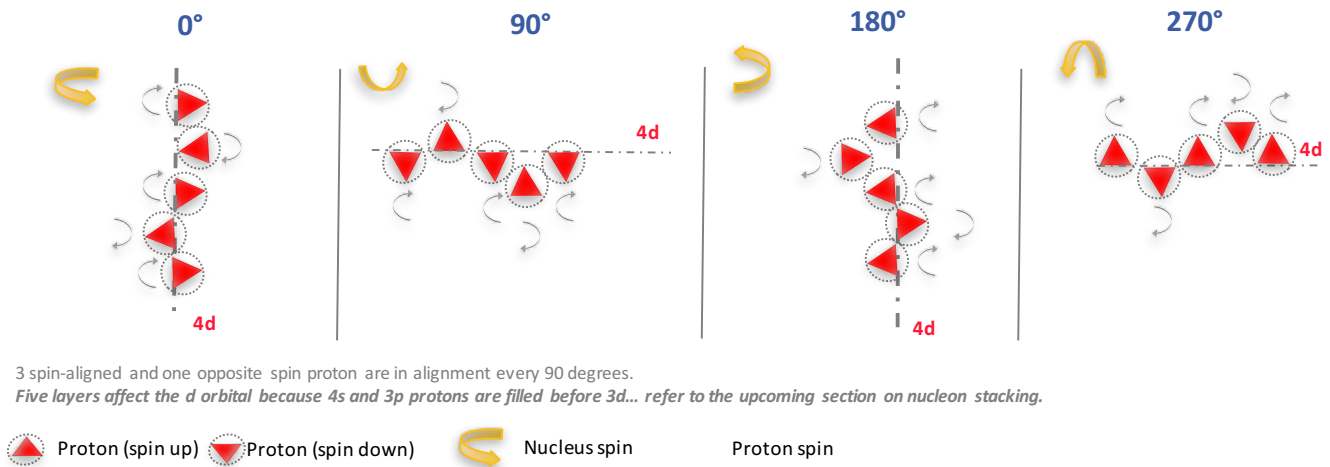 0°
90°
180°
270°
4d
4d
4d
4d
3 spin-aligned and one opposite spin proton are in alignment every 90 degrees.
Five layers affect the d orbital because 4s and 3p protons are filled before 3d... refer to the upcoming section on nucleon stacking.
Proton (spin up)
Proton (spin down)
Nucleus spin
Proton spin